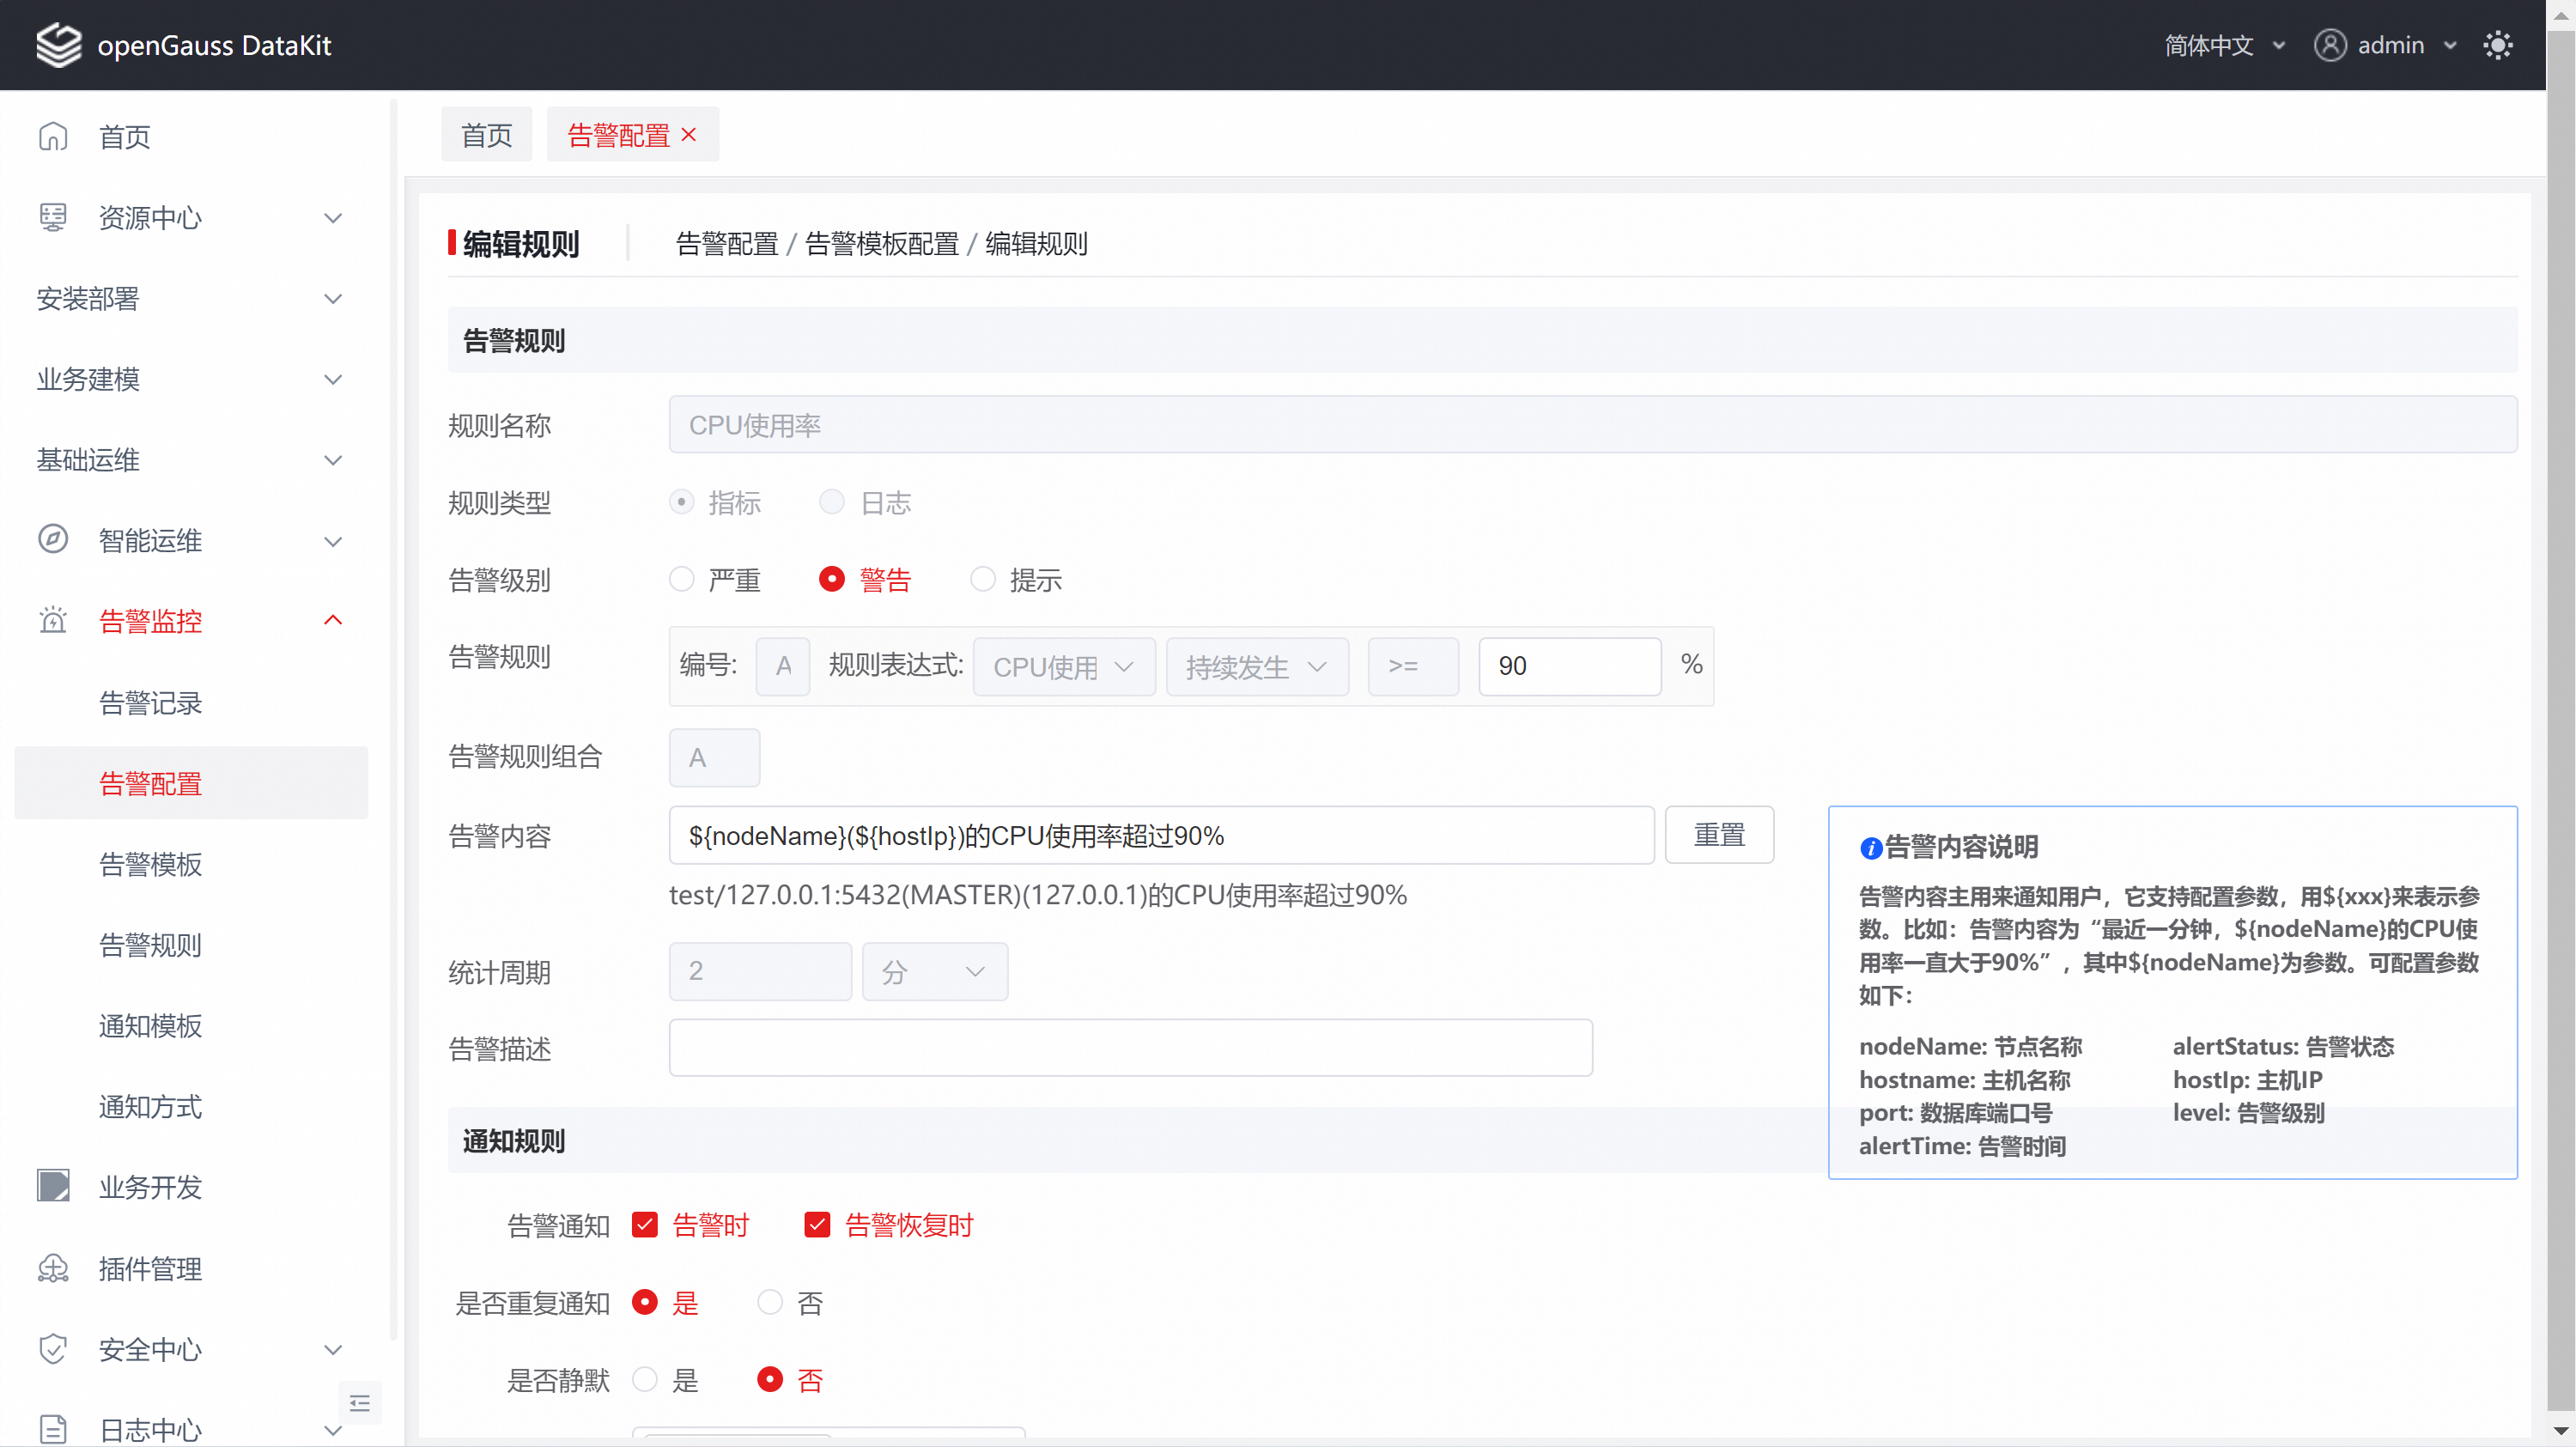 openGauss DataKit
简体中文
admin
首页
资源中心
安装部署
业务建模
基础运维
智能运维
告警监控
告警记录
告警配置
告警模板
告警规则
通知模板
通知方式
业务开发
插件管理
安全中心
日志中心
首页
告警配置
编辑规则
告警配置 / 告警模板配置 / 编辑规则
告警规则
规则名称 CPU使用率
规则类型 指标 日志
告警级别 严重 警告 提示
告警规则 编号: A 规则表达式: CPU使用 持续发生 >= 90 %
告警规则组合 A
告警内容 ${nodeName}(${hostIp})的CPU使用率超过90% 重置
test/127.0.0.1:5432(MASTER)(127.0.0.1)的CPU使用率超过90%
统计周期 2 分
告警描述
告警内容说明
告警内容主用来通知用户，它支持配置参数，用${xxx}来表示参
数。比如：告警内容为“最近一分钟，${nodeName}的CPU使
用率一直大于90%”，其中${nodeName}为参数。可配置参数
如下：
nodeName: 节点名称 alertStatus: 告警状态
hostname: 主机名称 hostIp: 主机IP
port: 数据库端口号 level: 告警级别
alertTime: 告警时间
通知规则
告警通知 告警时 告警恢复时
是否重复通知 是 否
是否静默 是 否